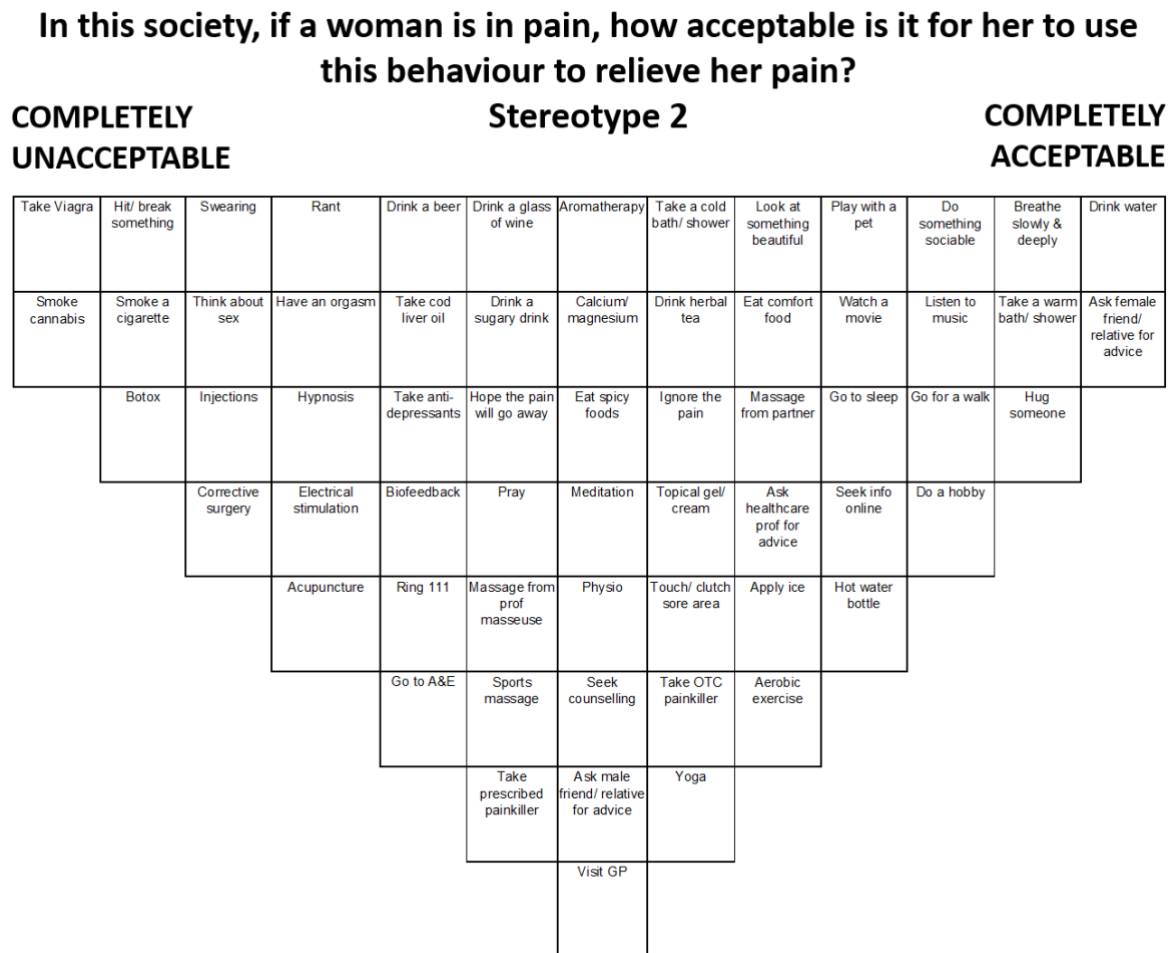 In this society, if a woman is in pain, how acceptable is it for her to use
this behaviour to relieve her pain?
COMPLETELY
UNACCEPTABLE
Stereotype 2
COMPLETELY
ACCEPTABLE
Take Viagra
Hit/ break
something
Swearing
Rant
Drink a beer
Drink a glass
of wine
Aromatherapy
Take a cold
bath/ shower
Look at
something
beautiful
Play with a
pet
Do
something
sociable
Breathe
slowly &
deeply
Drink water
Smoke
cannabis
Smoke a
cigarette
Think about
sex
Have an orgasm
Take cod
liver oil
Drink a
sugary drink
Calcium/
magnesium
Drink herbal
tea
Eat comfort
food
Watch a
movie
Listen to
music
Take a warm
bath/ shower
Ask female
friend/
relative for
advice
Botox
Injections
Hypnosis
Take anti-
depressants
Hope the pain
will go away
Eat spicy
foods
Ignore the
pain
Massage
from partner
Go to sleep
Go for a walk
Hug
someone
Corrective
surgery
Electrical
stimulation
Biofeedback
Pray
Meditation
Topical gel/
cream
Ask
healthcare
prof for
advice
Seek info
online
Do a hobby
Acupuncture
Ring 111
Massage from
prof
masseuse
Physio
Touch/ clutch
sore area
Apply ice
Hot water
bottle
Go to A&E
Sports
massage
Seek
counselling
Take OTC
painkiller
Aerobic
exercise
Take
prescribed
painkiller
Ask male
friend/ relative
for advice
Yoga
Visit GP